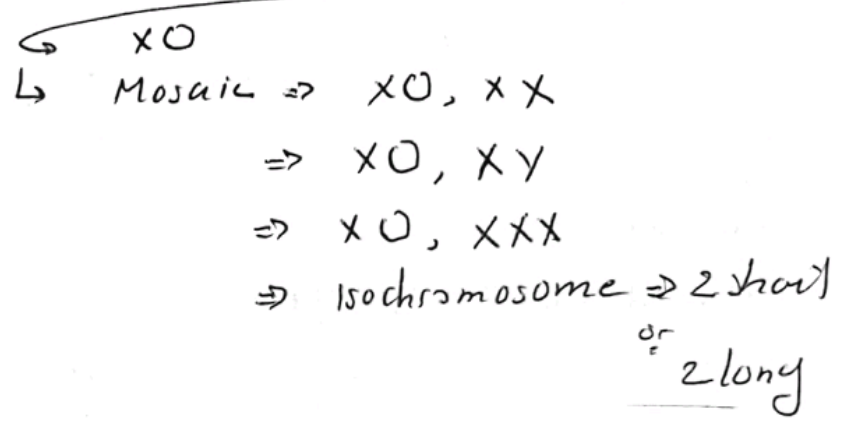 ↪ XO
↳ Mosaic => XO, XX
=> XO, XY
=> XO, XXX
=> Isochromosome => 2 short
or
2 long